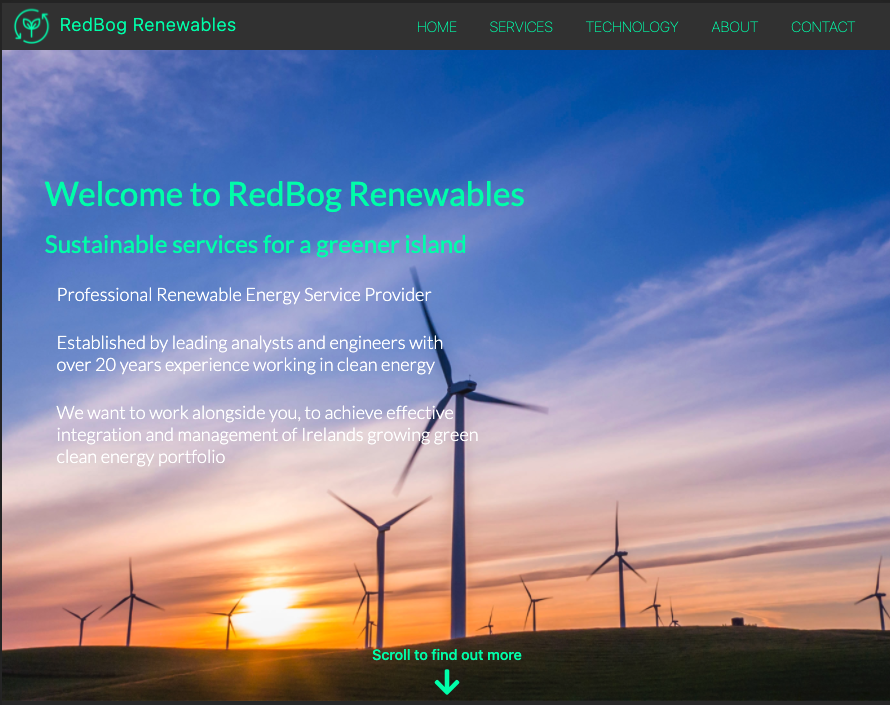 RedBog Renewables
HOME SERVICES TECHNOLOGY ABOUT CONTACT
Welcome to RedBog Renewables
Sustainable services for a greener island
Professional Renewable Energy Service Provider
Established by leading analysts and engineers with
over 20 years experience working in clean energy
We want to work alongside you, to achieve effective
integration and management of Irelands growing green
clean energy portfolio
Scroll to find out more